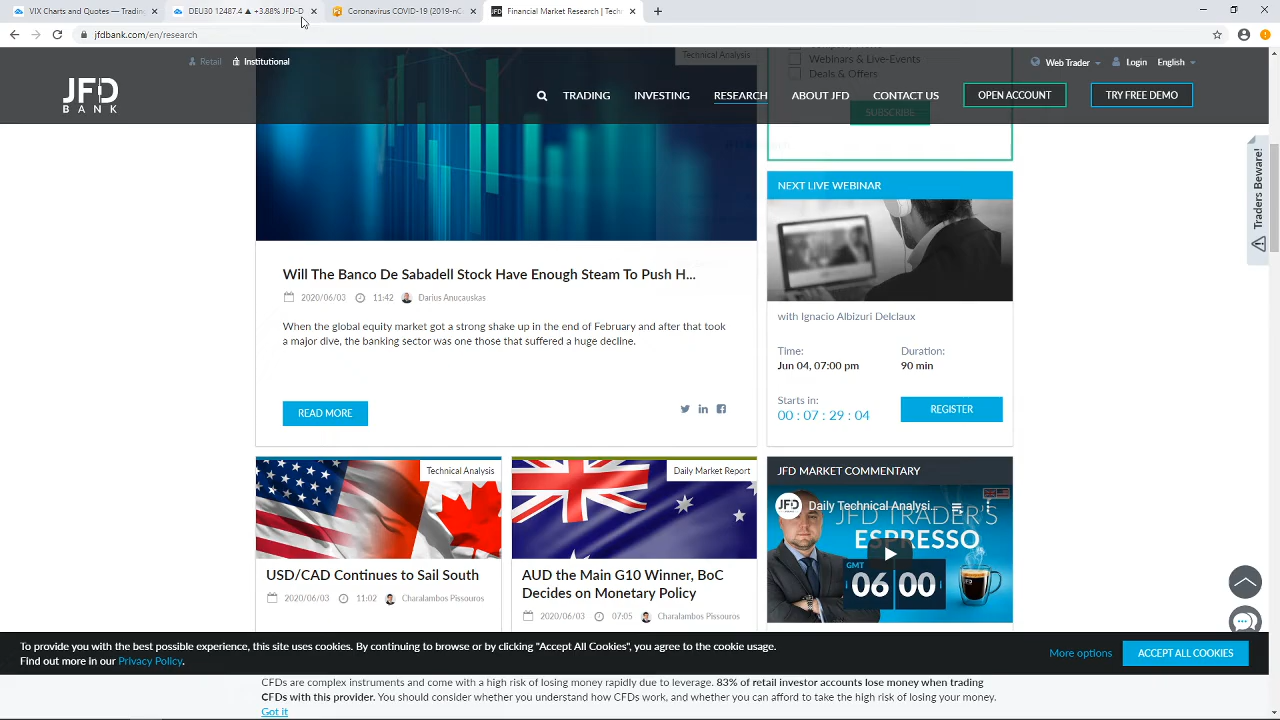 VIX Charts and Quotes — Trading
DEU30 12487.4 ▲ +3.88% JFD-D
Coronavirus COVID-19 (2019-nC
Financial Market Research | Tech
jfdbank.com/en/research
Retail
Institutional
Web Trader
Login
English
JFD
BANK
TRADING
INVESTING
RESEARCH
ABOUT JFD
CONTACT US
OPEN ACCOUNT
TRY FREE DEMO
Technical Analysis
Webinars & Live-Events
Deals & Offers
SUBSCRIBE
Traders Beware!
Will The Banco De Sabadell Stock Have Enough Steam To Push H...
2020/06/03 11:42 Darius Anucauskas
When the global equity market got a strong shake up in the end of February and after that took
a major dive, the banking sector was one those that suffered a huge decline.
READ MORE
NEXT LIVE WEBINAR
with Ignacio Albizuri Delclaux
Time:
Duration:
Jun 04, 07:00 pm
90 min
Starts in:
00 : 07 : 29 : 04
REGISTER
Technical Analysis
USD/CAD Continues to Sail South
2020/06/03 11:02 Charalambos Pissouros
Daily Market Report
AUD the Main G10 Winner, BoC
Decides on Monetary Policy
2020/06/03 07:05 Charalambos Pissouros
JFD MARKET COMMENTARY
JFD
Daily Technical Analysi...
JFD TRADER'S
ESPRESSO
GMT
06 00
To provide you with the best possible experience, this site uses cookies. By continuing to browse or by clicking "Accept All Cookies", you agree to the cookie usage.
Find out more in our Privacy Policy.
More options
ACCEPT ALL COOKIES
CFDs are complex instruments and come with a high risk of losing money rapidly due to leverage. 83% of retail investor accounts lose money when trading
CFDs with this provider. You should consider whether you understand how CFDs work, and whether you can afford to take the high risk of losing your money.
Got it